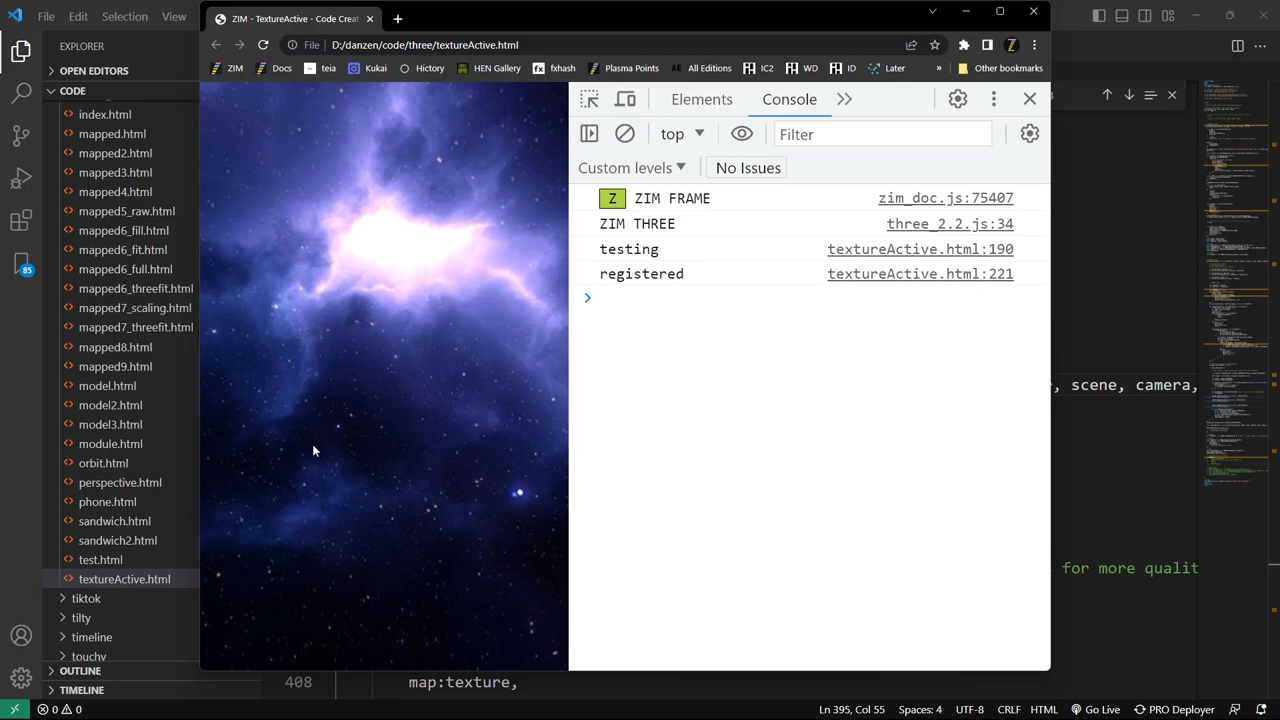 File Edit Selection View
ZIM - TextureActive - Code Creat
File D:/danzen/code/three/textureActive.html
ZIM Docs teia Kukai Hictory HEN Gallery fxhash Plasma Points AE All Editions IC2 WD ID Later » Other bookmarks
EXPLORER
OPEN EDITORS
CODE
index.html
mapped.html
mapped2.html
mapped3.html
mapped4.html
mapped5_raw.html
mapped6_fill.html
mapped6_fit.html
mapped6_full.html
mapped6_threefit.html
mapped7_scaling.html
mapped7_threefit.html
mapped8.html
mapped9.html
model.html
model2.html
model3.html
module.html
orbit.html
perspective.html
phone.html
sandwich.html
sandwich2.html
test.html
textureActive.html
tiktok
tilty
timeline
touchy
OUTLINE
TIMELINE
85
Elements Console
top Filter
Custom levels No Issues
Z ZIM FRAME zim_doc.js:75407
ZIM THREE three_2.2.js:34
testing textureActive.html:190
registered textureActive.html:221
, scene, camera,
for more qualit
408 map:texture,
0 0 Ln 395, Col 55 Spaces: 4 UTF-8 CRLF HTML Go Live PRO Deployer